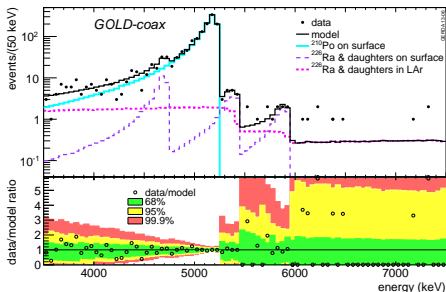 GOLD-coax
data
model
²¹⁰Po on surface
²²⁶Ra & daughters on surface
²²⁶Ra & daughters in LAr
events/(50 keV)
10²
10
1
10⁻¹
data/model
68%
95%
99.9%
data/model ratio
5
4
3
2
1
0
4000 5000 6000 7000
energy (keV)